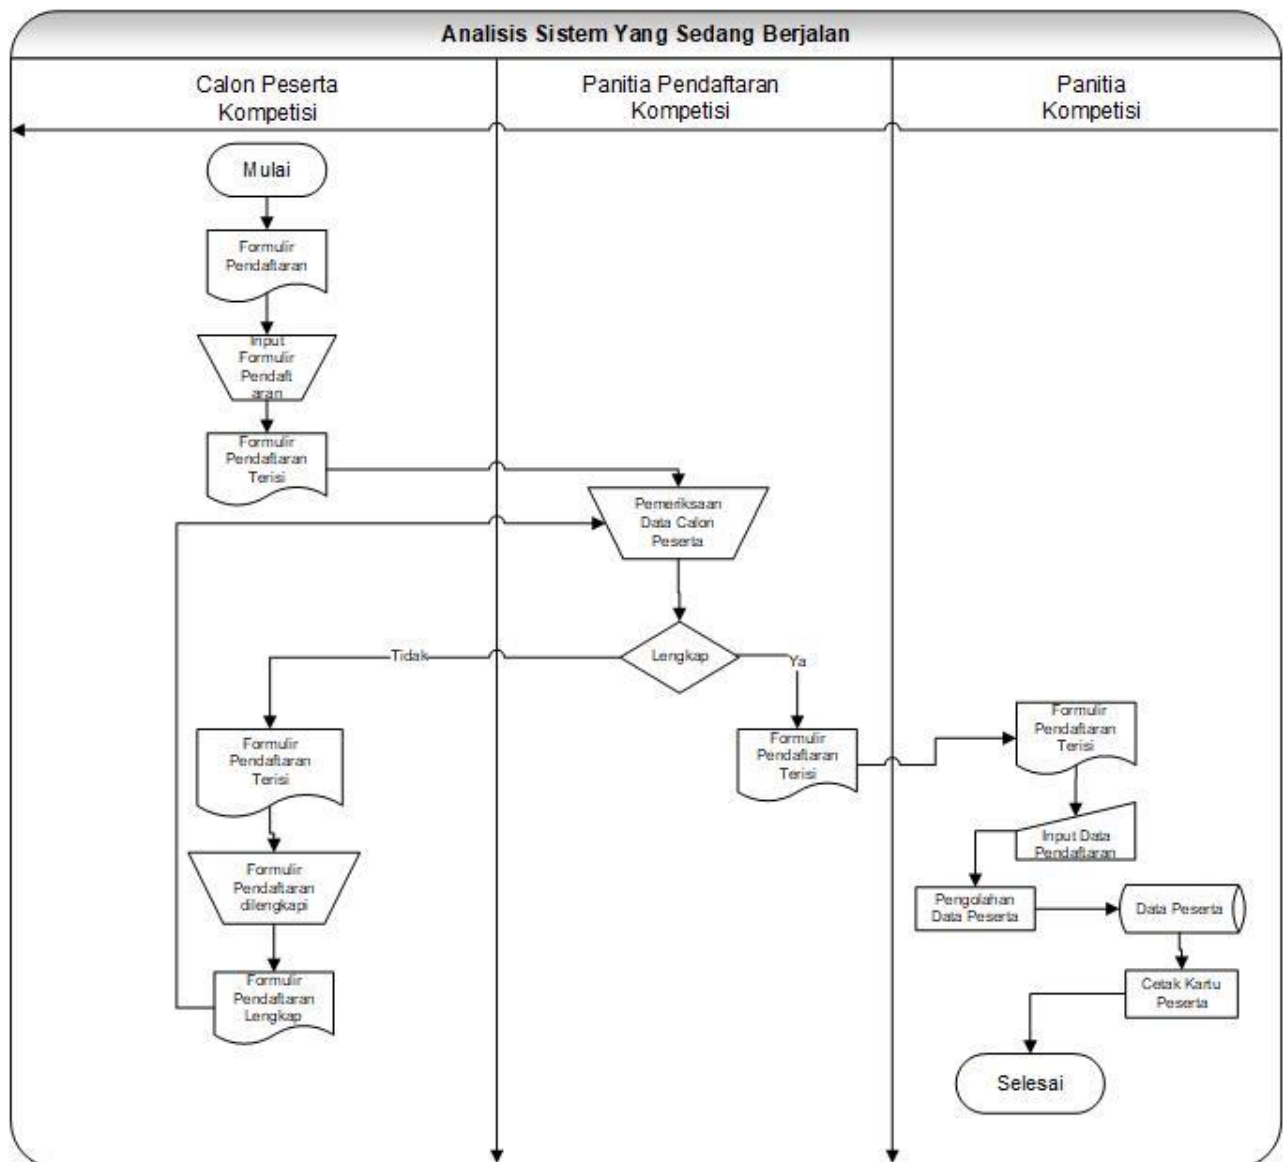 Analisis Sistem Yang Sedang Berjalan
Calon Peserta
Kompetisi
Panitia Pendaftaran
Kompetisi
Panitia
Kompetisi
Mulai
Formulir
Pendaftaran
Input
Formulir
Pendaft
aran
Formulir
Pendaftaran
Terisi
Pemeriksaan
Data Calon
Peserta
Lengkap
Tidak
Ya
Formulir
Pendaftaran
Terisi
Formulir
Pendaftaran
dilengkapi
Formulir
Pendaftaran
Lengkap
Formulir
Pendaftaran
Terisi
Formulir
Pendaftaran
Terisi
Input Data
Pendaftaran
Pengolahan
Data Peserta
Data Peserta
Cetak Kartu
Peserta
Selesai